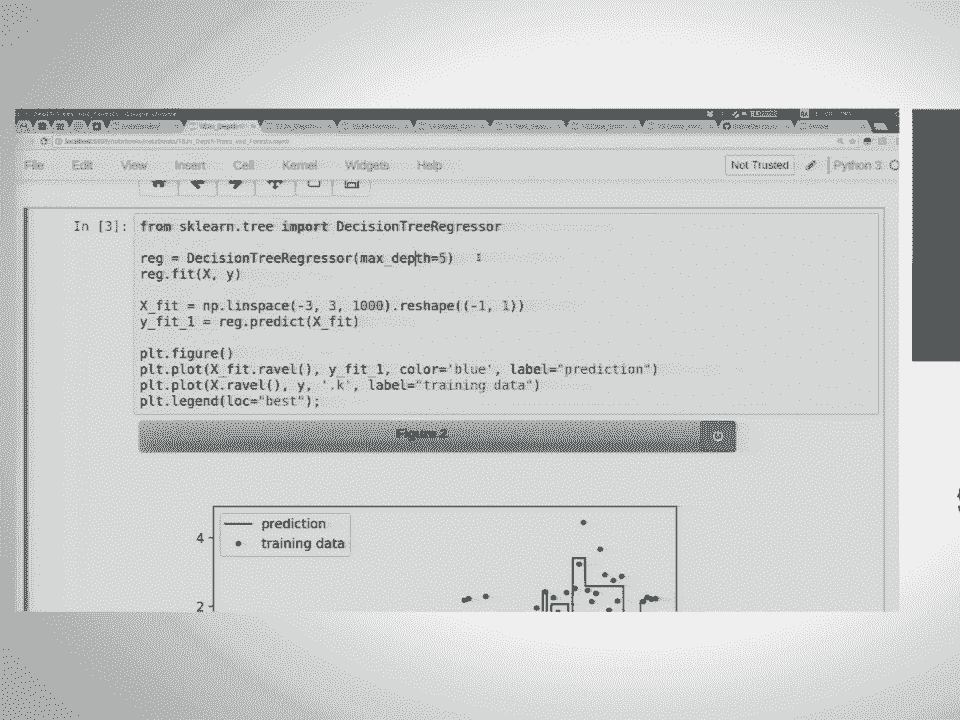 File Edit View Insert Cell Kernel Widgets Help Not Trusted Python 3
In [3]: from sklearn.tree import DecisionTreeRegressor
reg = DecisionTreeRegressor(max_depth=5)
reg.fit(X, y)
X_fit = np.linspace(-3, 3, 1000).reshape((-1, 1))
y_fit_1 = reg.predict(X_fit)
plt.figure()
plt.plot(X_fit.ravel(), y_fit_1, color='blue', label="prediction")
plt.plot(X.ravel(), y, '.k', label="training data")
plt.legend(loc="best");
Figure 2
prediction
4
training data
2